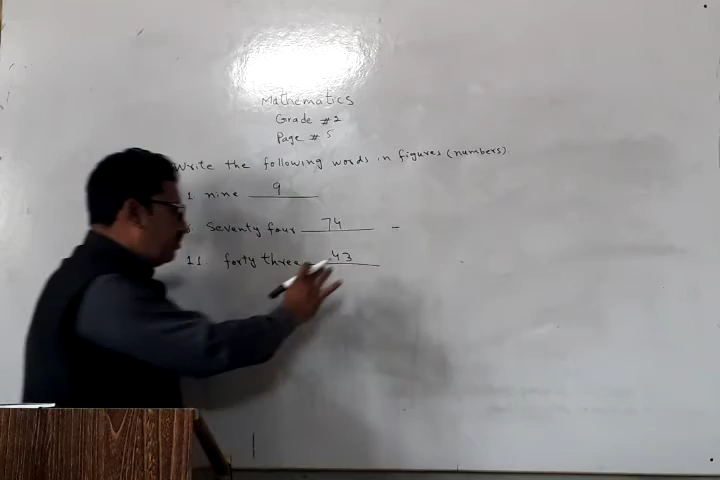 Mathematics
Grade #2
Page # 5
Write the following words in figures (numbers)
1 nine 9
6. Seventy four 74 -
11. forty three 43